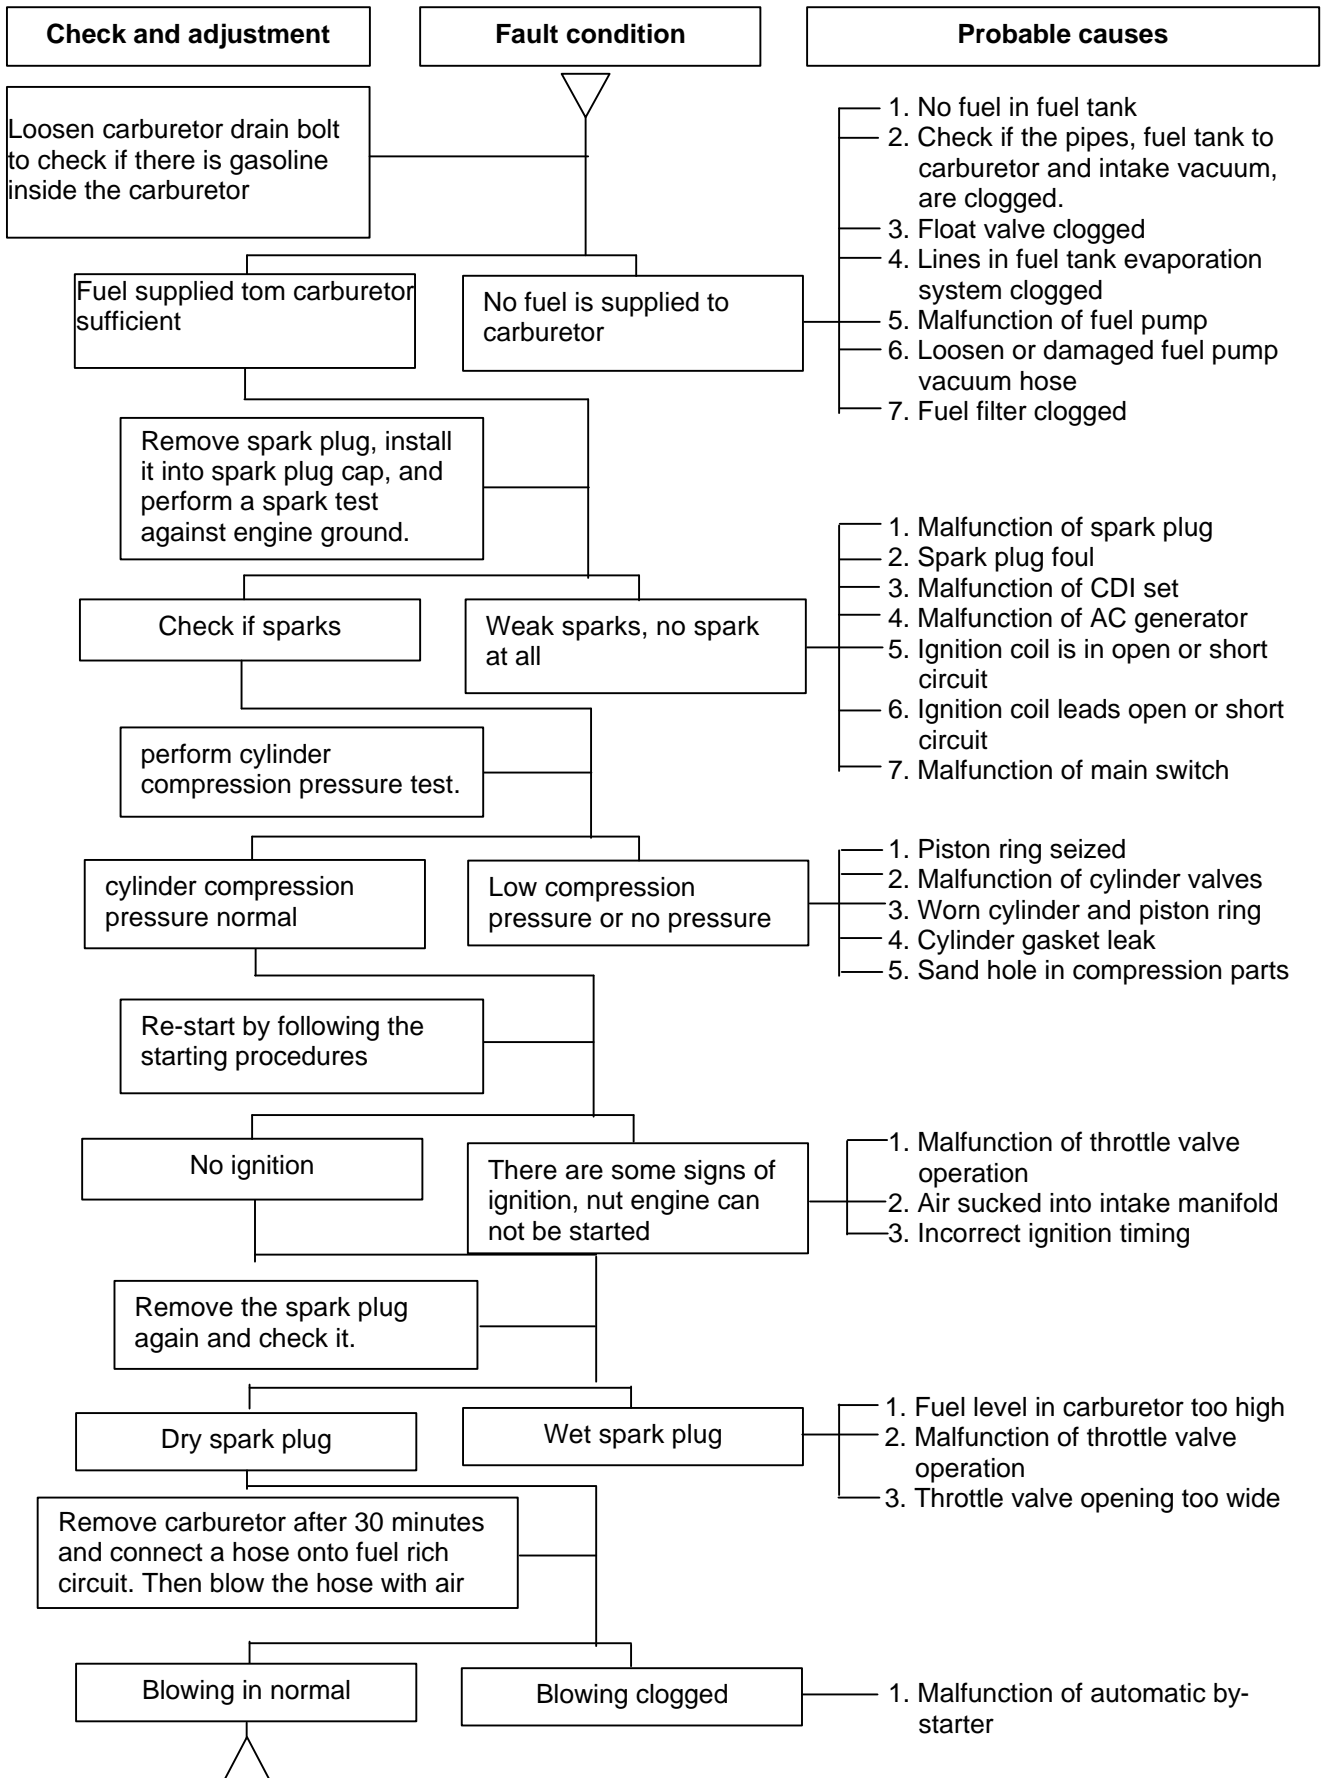 Check and adjustment
Fault condition
Probable causes
Loosen carburetor drain bolt
to check if there is gasoline
inside the carburetor
1. No fuel in fuel tank
2. Check if the pipes, fuel tank to
carburetor and intake vacuum,
are clogged.
3. Float valve clogged
4. Lines in fuel tank evaporation
system clogged
5. Malfunction of fuel pump
6. Loosen or damaged fuel pump
vacuum hose
7. Fuel filter clogged
Fuel supplied tom carburetor
sufficient
No fuel is supplied to
carburetor
Remove spark plug, install
it into spark plug cap, and
perform a spark test
against engine ground.
Check if sparks
Weak sparks, no spark
at all
1. Malfunction of spark plug
2. Spark plug foul
3. Malfunction of CDI set
4. Malfunction of AC generator
5. Ignition coil is in open or short
circuit
6. Ignition coil leads open or short
circuit
7. Malfunction of main switch
perform cylinder
compression pressure test.
cylinder compression
pressure normal
Low compression
pressure or no pressure
1. Piston ring seized
2. Malfunction of cylinder valves
3. Worn cylinder and piston ring
4. Cylinder gasket leak
5. Sand hole in compression parts
Re-start by following the
starting procedures
No ignition
There are some signs of
ignition, nut engine can
not be started
1. Malfunction of throttle valve
operation
2. Air sucked into intake manifold
3. Incorrect ignition timing
Remove the spark plug
again and check it.
Dry spark plug
Wet spark plug
1. Fuel level in carburetor too high
2. Malfunction of throttle valve
operation
3. Throttle valve opening too wide
Remove carburetor after 30 minutes
and connect a hose onto fuel rich
circuit. Then blow the hose with air
Blowing in normal
Blowing clogged
1. Malfunction of automatic by-
starter